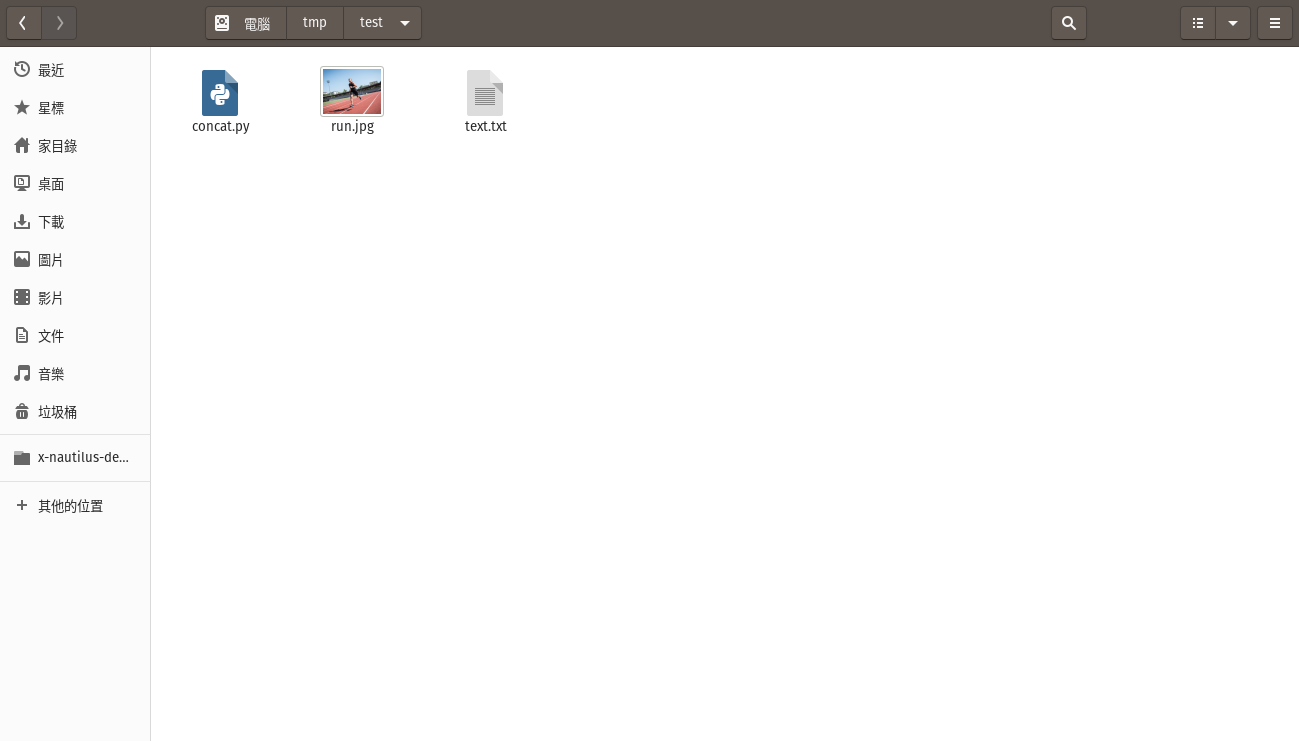 電腦 tmp test
最近
星標
家目錄
桌面
下載
圖片
影片
文件
音樂
垃圾桶
x-nautilus-de...
其他的位置
concat.py run.jpg text.txt